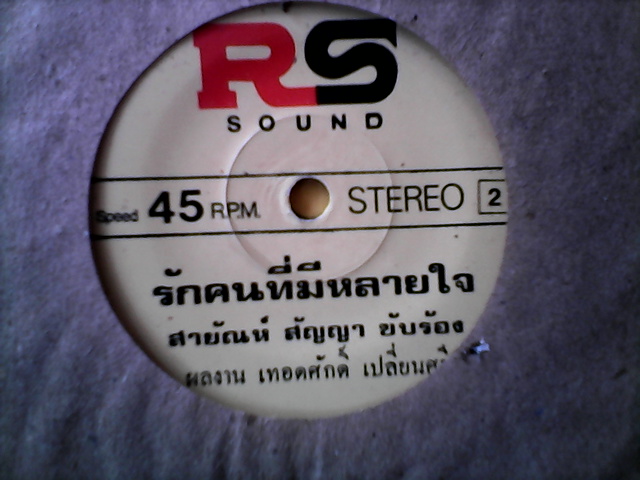 RS
SOUND
Speed 45 R.P.M. STEREO 2
รักคนที่มีหลายใจ
สายัณห์ สัญญา ขับร้อง
ผลงาน เทอดศักดิ์